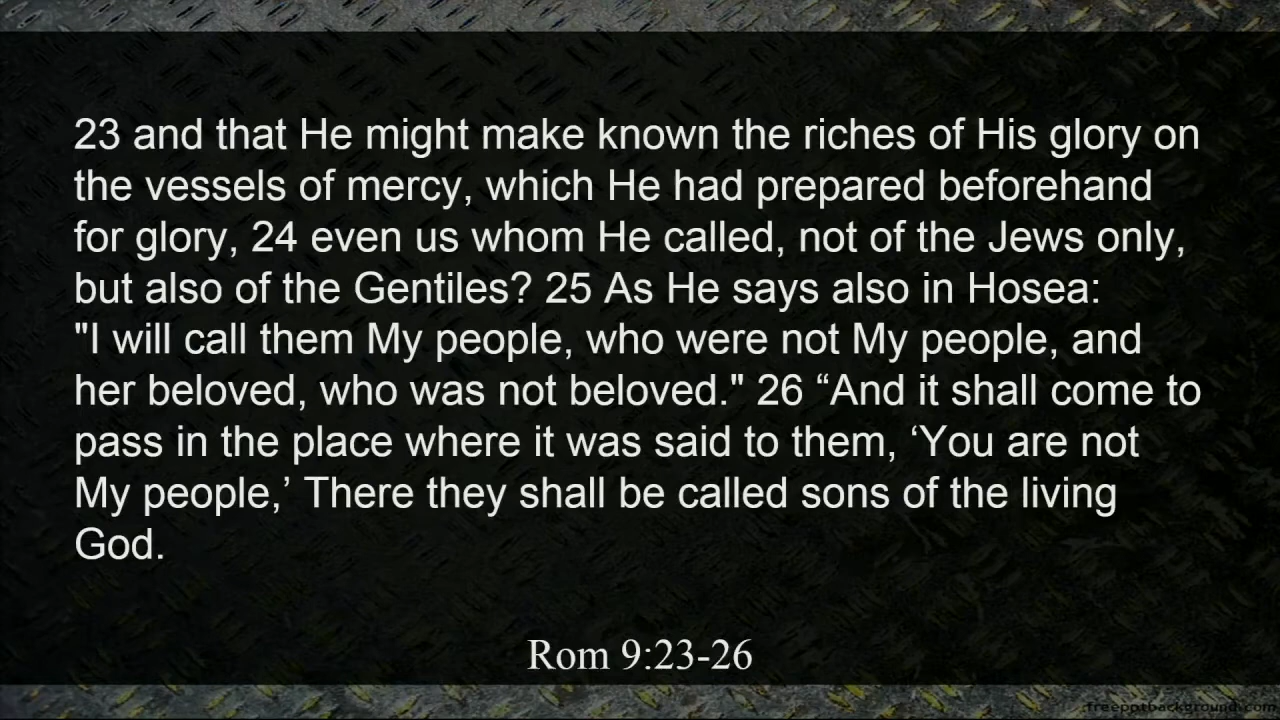 23 and that He might make known the riches of His glory on
the vessels of mercy, which He had prepared beforehand
for glory, 24 even us whom He called, not of the Jews only,
but also of the Gentiles? 25 As He says also in Hosea:
"I will call them My people, who were not My people, and
her beloved, who was not beloved." 26 “And it shall come to
pass in the place where it was said to them, ‘You are not
My people,’ There they shall be called sons of the living
God.
Rom 9:23-26
freepptbackground.com